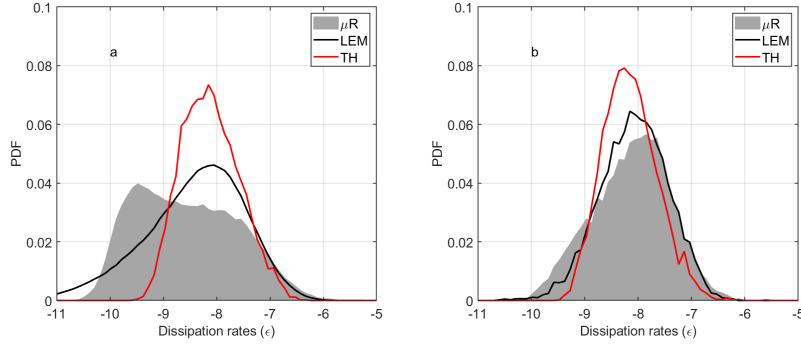 0.1
0.08
0.06
0.04
0.02
0
PDF
a
μR
LEM
TH
-11 -10 -9 -8 -7 -6 -5
Dissipation rates (ϵ)
0.1
0.08
0.06
0.04
0.02
0
PDF
b
μR
LEM
TH
-11 -10 -9 -8 -7 -6 -5
Dissipation rates (ϵ)